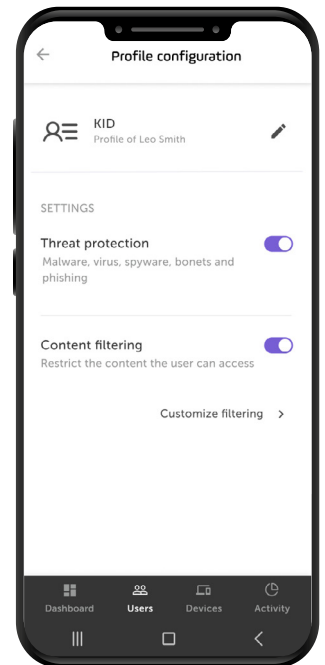 Profile configuration
KID
Profile of Leo Smith
SETTINGS
Threat protection
Malware, virus, spyware, bonets and
phishing
Content filtering
Restrict the content the user can access
Customize filtering
Dashboard Users Devices Activity